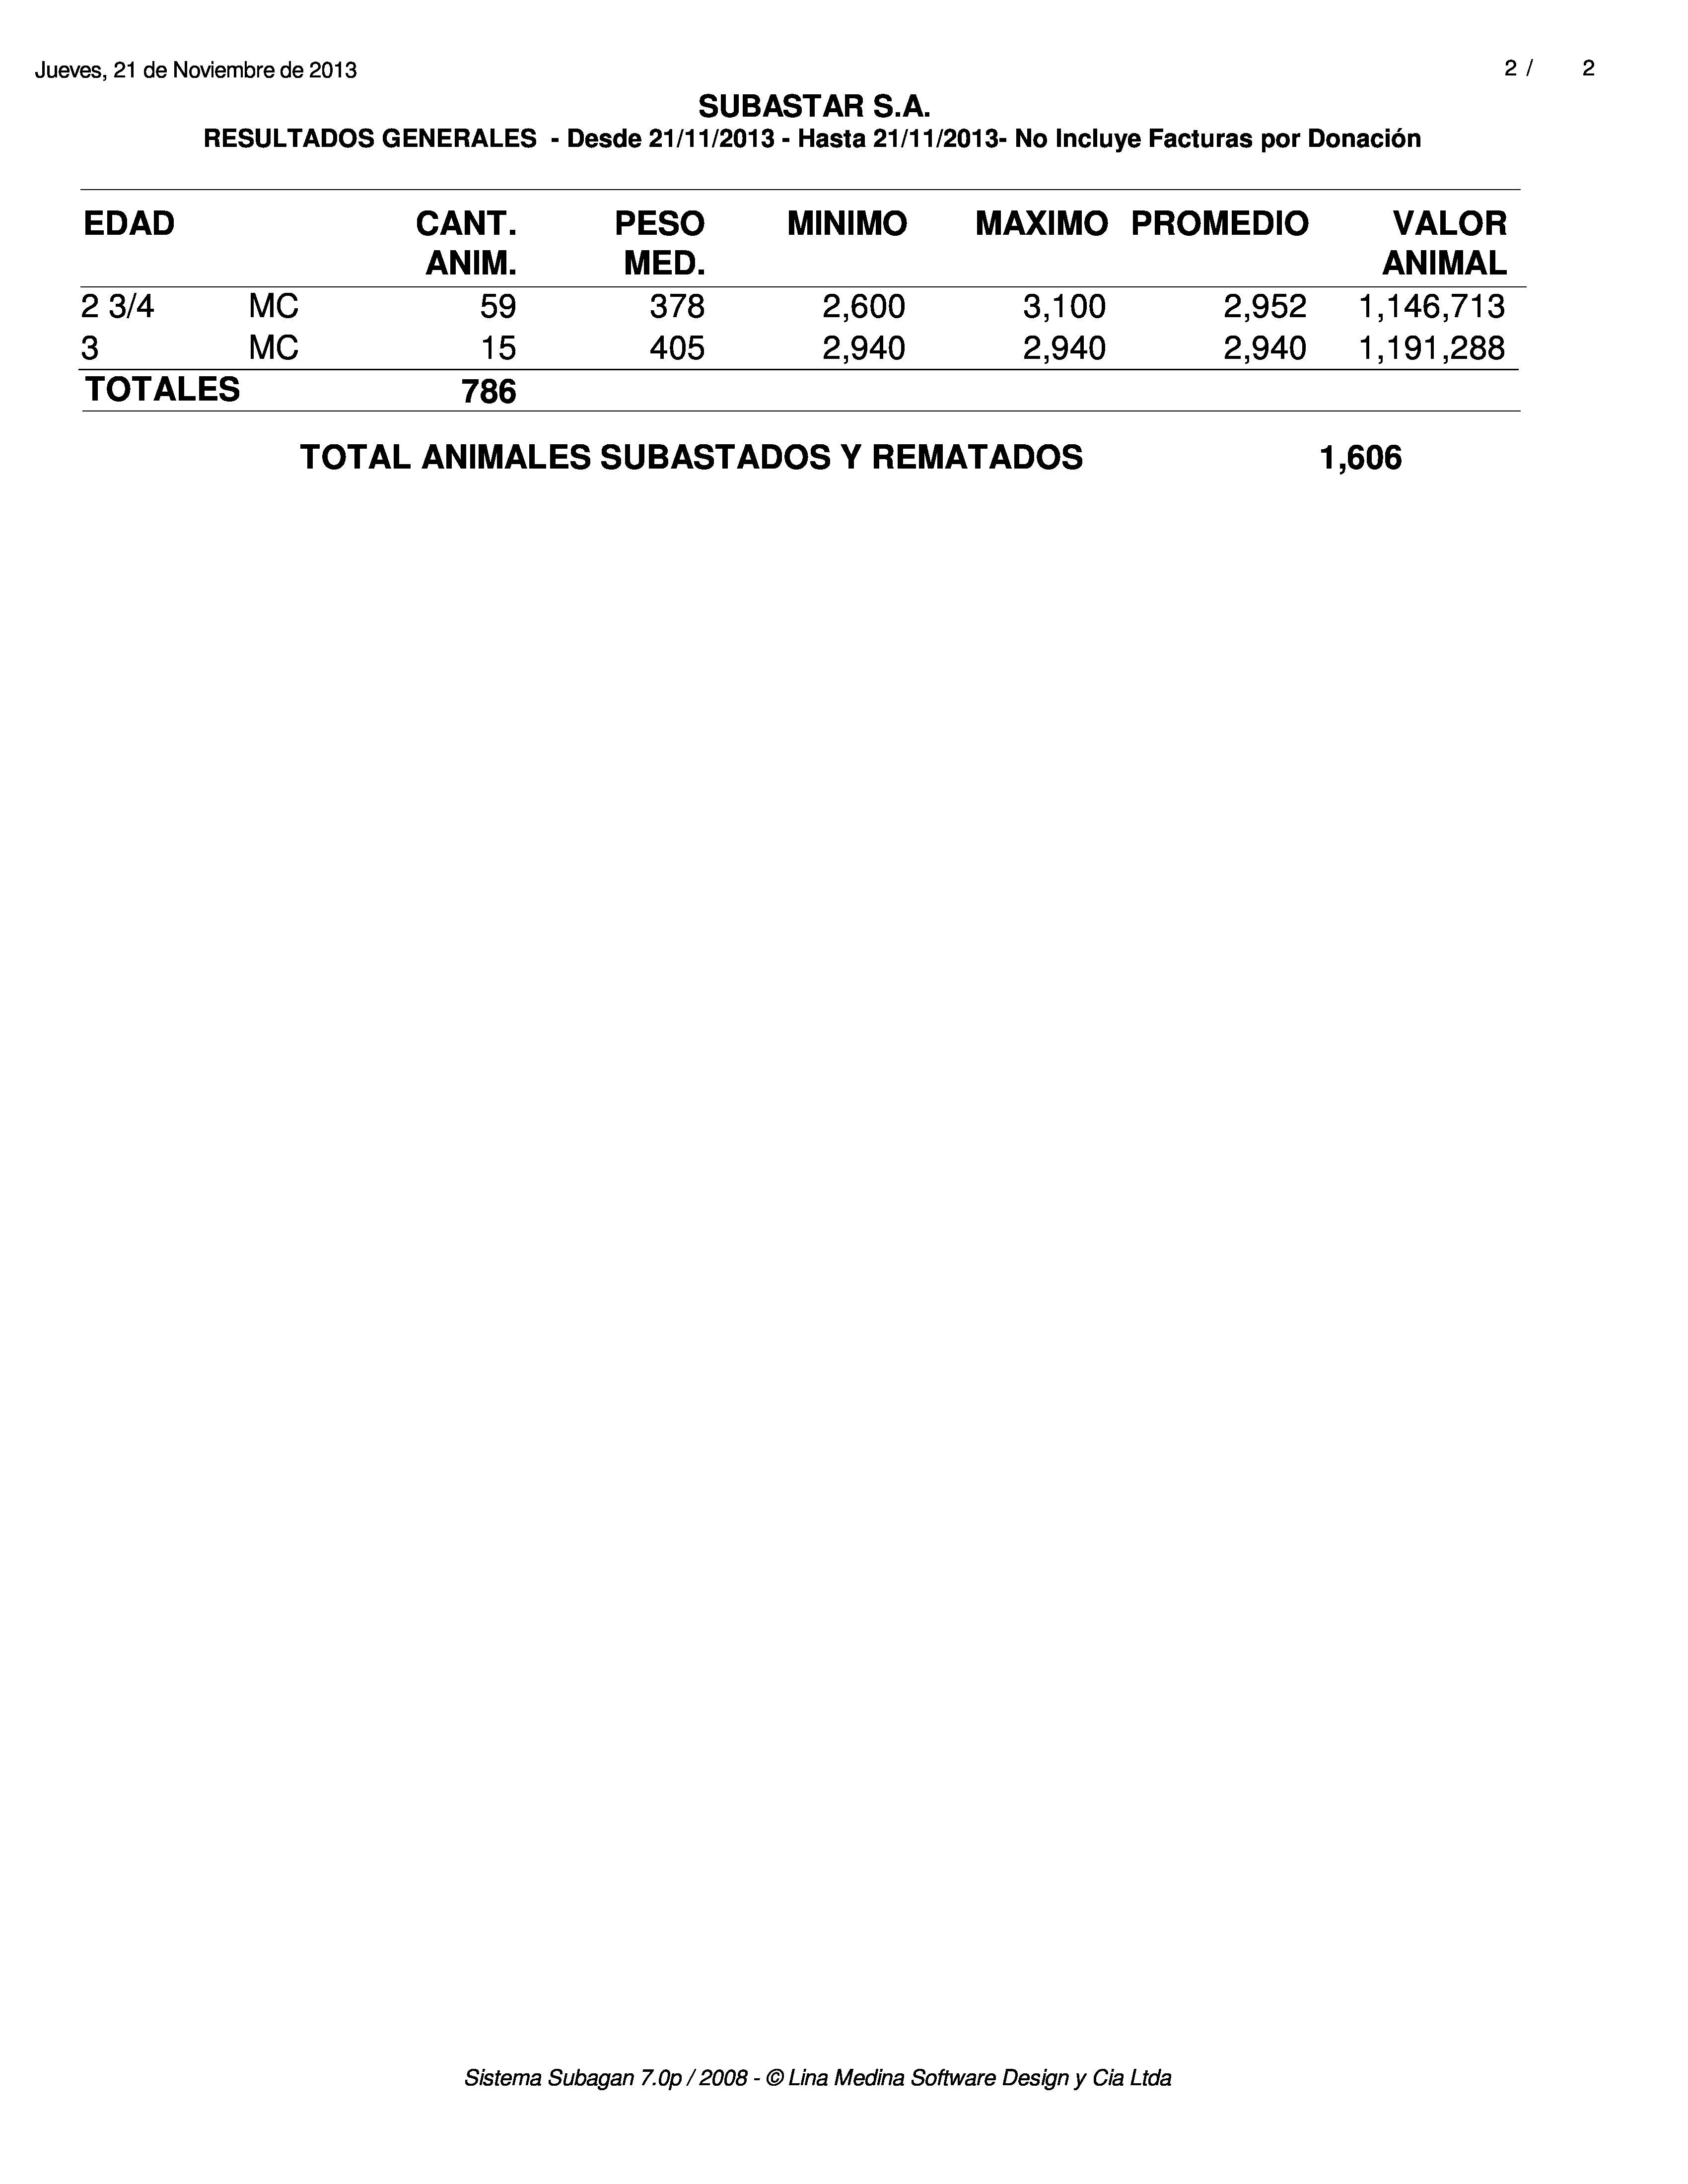 Jueves, 21 de Noviembre de 2013 2 / 2
SUBASTAR S.A.
RESULTADOS GENERALES - Desde 21/11/2013 - Hasta 21/11/2013- No Incluye Facturas por Donación
EDAD CANT. PESO MINIMO MAXIMO PROMEDIO VALOR
ANIM. MED. ANIMAL
2 3/4 MC 59 378 2,600 3,100 2,952 1,146,713
3 MC 15 405 2,940 2,940 2,940 1,191,288
TOTALES 786
TOTAL ANIMALES SUBASTADOS Y REMATADOS 1,606
Sistema Subagan 7.0p / 2008 - © Lina Medina Software Design y Cia Ltda